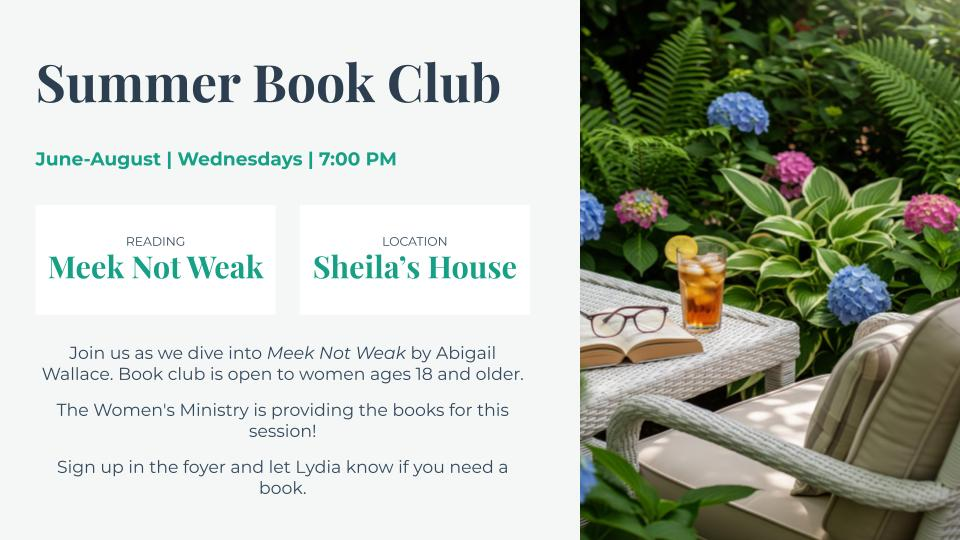 Summer Book Club
June-August | Wednesdays | 7:00 PM
READING
Meek Not Weak
LOCATION
Sheila’s House
Join us as we dive into Meek Not Weak by Abigail
Wallace. Book club is open to women ages 18 and older.
The Women's Ministry is providing the books for this
session!
Sign up in the foyer and let Lydia know if you need a
book.